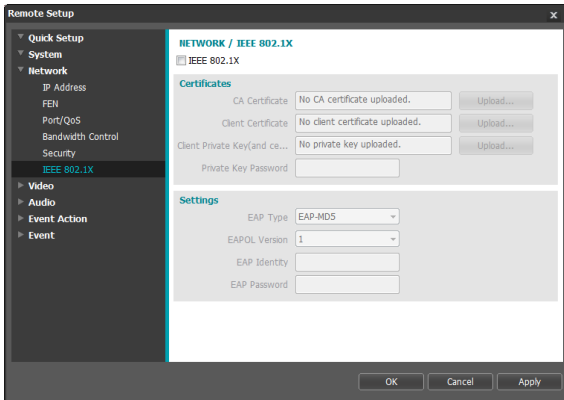 Remote Setup
x
Quick Setup
System
Network
IP Address
FEN
Port/QoS
Bandwidth Control
Security
IEEE 802.1X
Video
Audio
Event Action
Event
NETWORK / IEEE 802.1X
IEEE 802.1X
Certificates
CA Certificate No CA certificate uploaded. Upload...
Client Certificate No client certificate uploaded. Upload...
Client Private Key(and ce... No private key uploaded. Upload...
Private Key Password
Settings
EAP Type EAP-MD5
EAPOL Version 1
EAP Identity
EAP Password
OK Cancel Apply